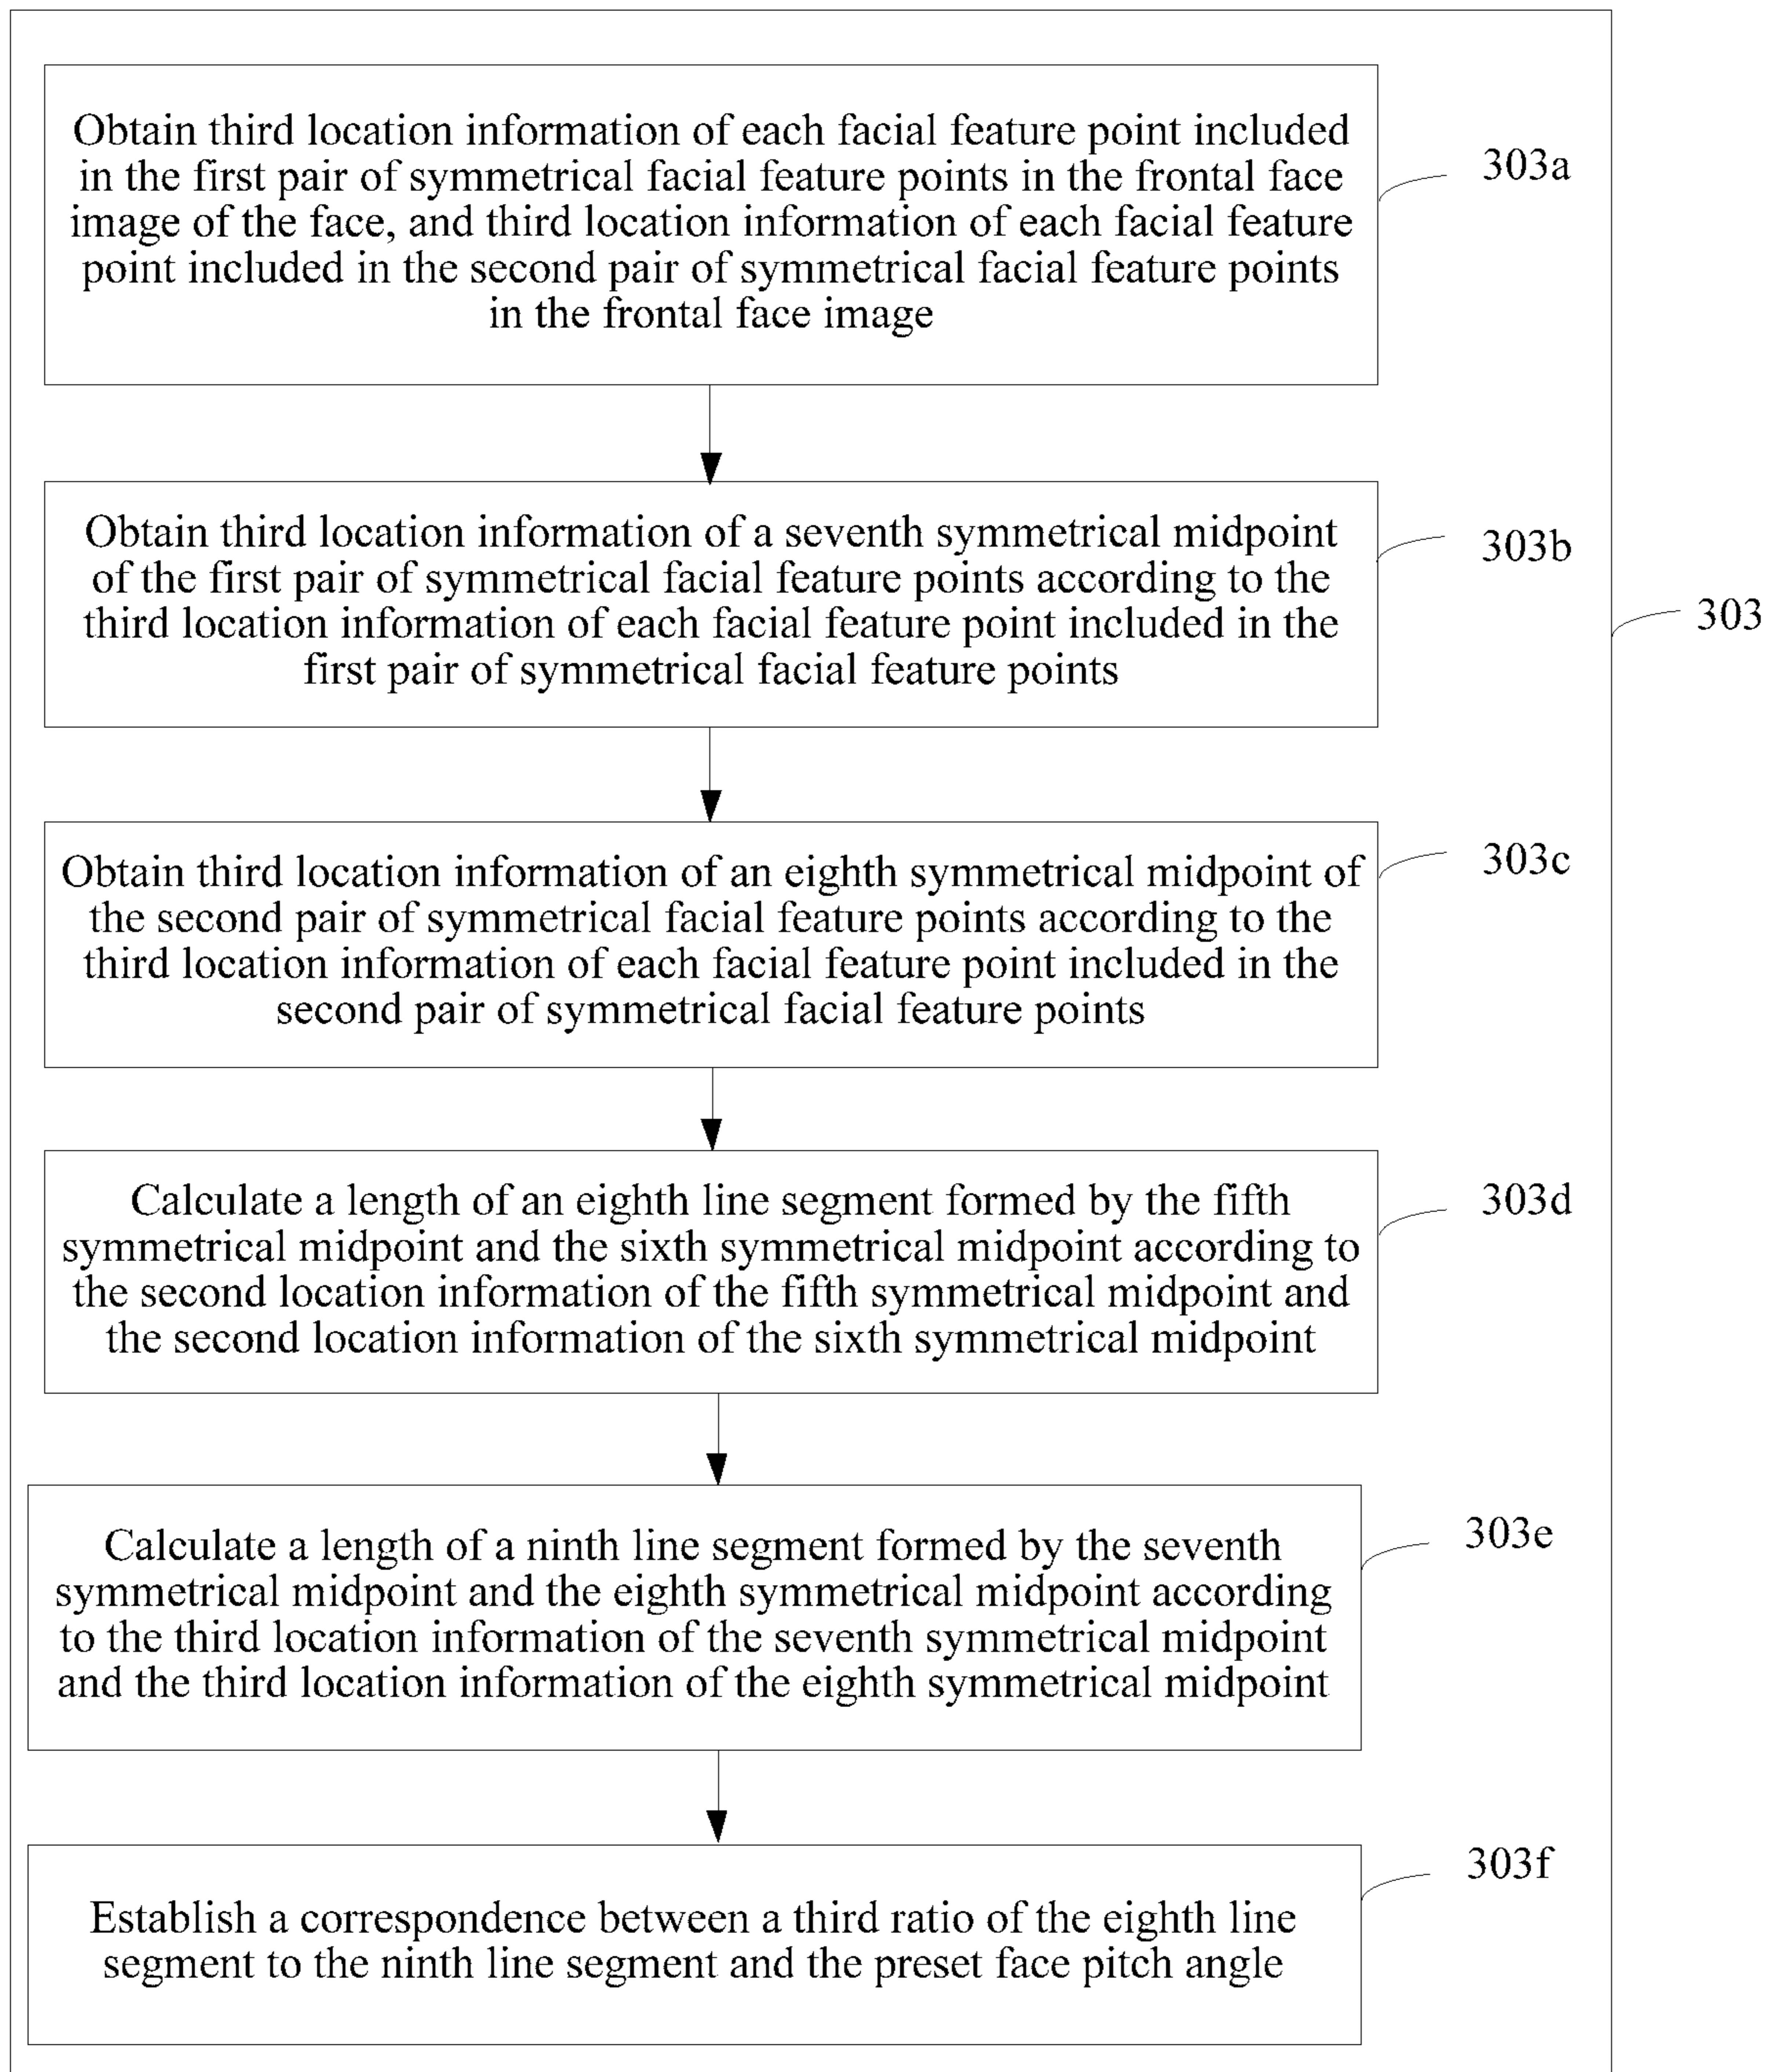 Obtain third location information of each facial feature point included
in the first pair of symmetrical facial feature points in the frontal face
image of the face, and third location information of each facial feature
point included in the second pair of symmetrical facial feature points
in the frontal face image
303a
Obtain third location information of a seventh symmetrical midpoint
of the first pair of symmetrical facial feature points according to the
third location information of each facial feature point included in the
first pair of symmetrical facial feature points
303b
303
Obtain third location information of an eighth symmetrical midpoint of
the second pair of symmetrical facial feature points according to the
third location information of each facial feature point included in the
second pair of symmetrical facial feature points
303c
Calculate a length of an eighth line segment formed by the fifth
symmetrical midpoint and the sixth symmetrical midpoint according to
the second location information of the fifth symmetrical midpoint and
the second location information of the sixth symmetrical midpoint
303d
Calculate a length of a ninth line segment formed by the seventh
symmetrical midpoint and the eighth symmetrical midpoint according
to the third location information of the seventh symmetrical midpoint
and the third location information of the eighth symmetrical midpoint
303e
Establish a correspondence between a third ratio of the eighth line
segment to the ninth line segment and the preset face pitch angle
303f